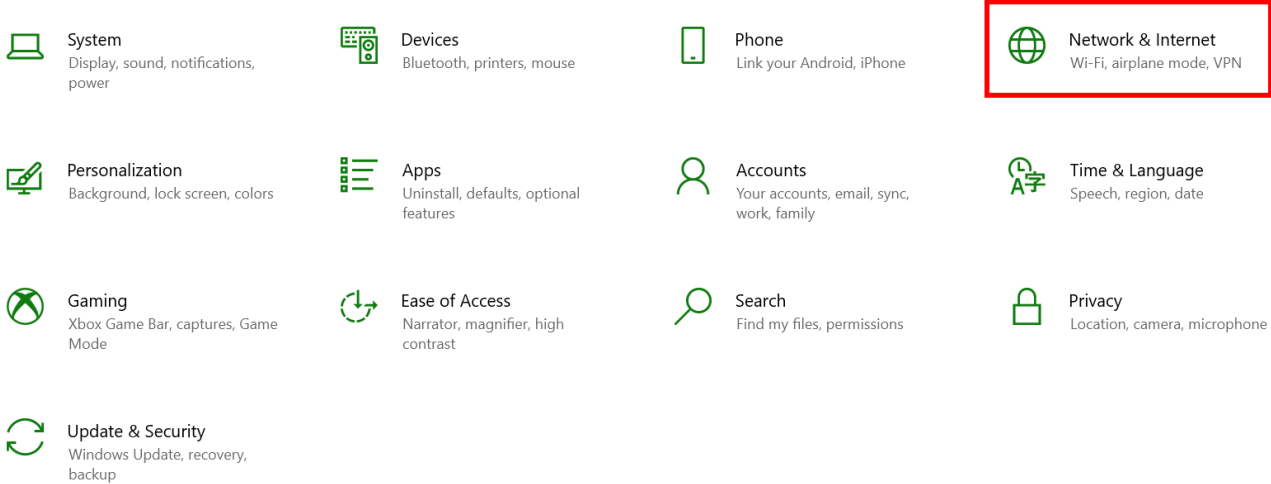 System
Display, sound, notifications,
power
Devices
Bluetooth, printers, mouse
Phone
Link your Android, iPhone
Network & Internet
Wi-Fi, airplane mode, VPN
Personalization
Background, lock screen, colors
Apps
Uninstall, defaults, optional
features
Accounts
Your accounts, email, sync,
work, family
A字
Time & Language
Speech, region, date
Gaming
Xbox Game Bar, captures, Game
Mode
Ease of Access
Narrator, magnifier, high
contrast
Search
Find my files, permissions
Privacy
Location, camera, microphone
Update & Security
Windows Update, recovery,
backup